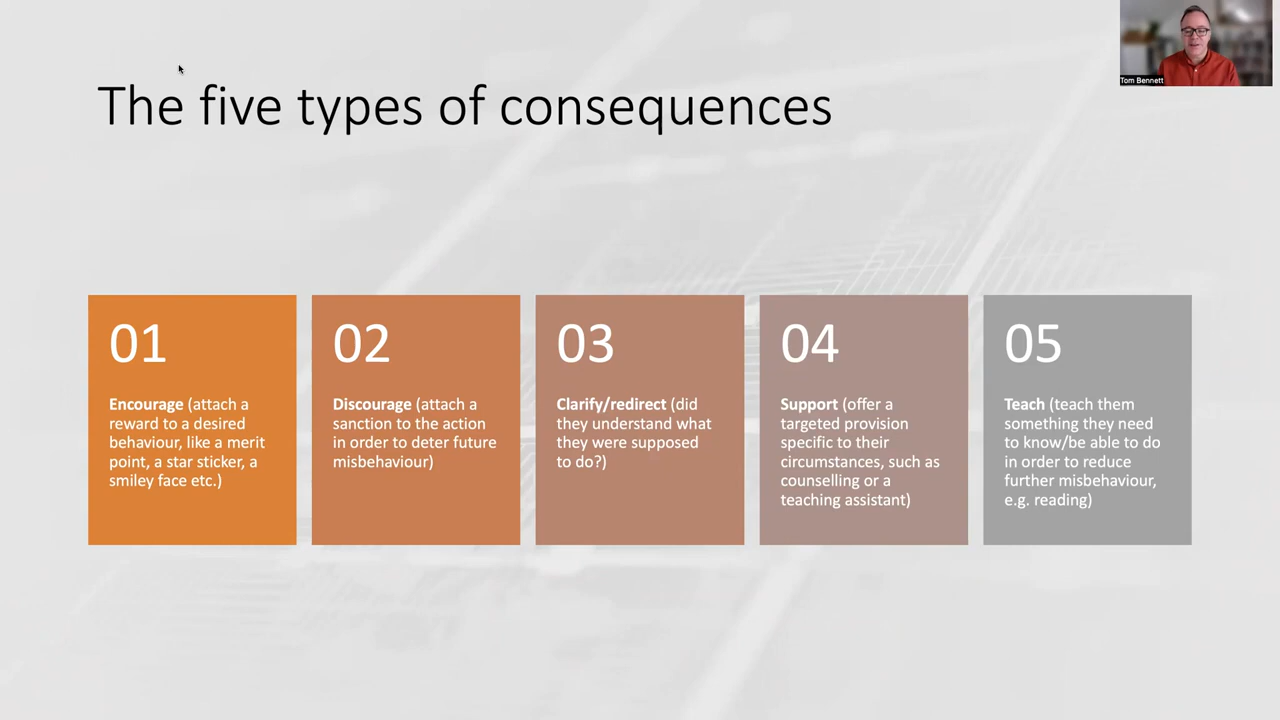 Tom Bennett
The five types of consequences
01
Encourage (attach a
reward to a desired
behaviour, like a merit
point, a star sticker, a
smiley face etc.)
02
Discourage (attach a
sanction to the action
in order to deter future
misbehaviour)
03
Clarify/redirect (did
they understand what
they were supposed
to do?)
04
Support (offer a
targeted provision
specific to their
circumstances, such as
counselling or a
teaching assistant)
05
Teach (teach them
something they need
to know/be able to do
in order to reduce
further misbehaviour,
e.g. reading)